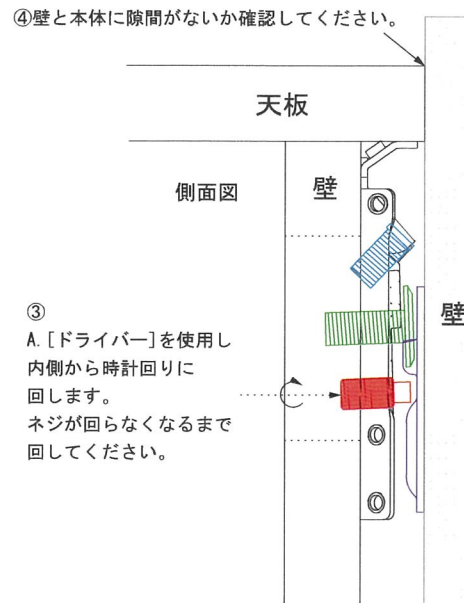 ④壁と本体に隙間がないか確認してください。
天板
側面図
壁
壁
③
A.[ドライバー]を使用し
内側から時計回りに
回します。
ネジが回らなくなるまで
回してください。